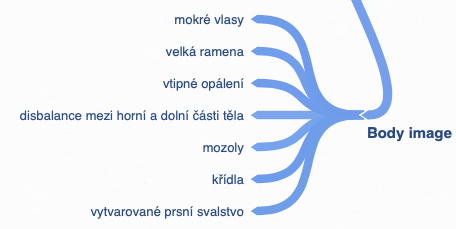 mokré vlasy
velká ramena
vtipné opálení
disbalance mezi horní a dolní části těla
Body image
mozoly
křídla
vytvarované prsní svalstvo